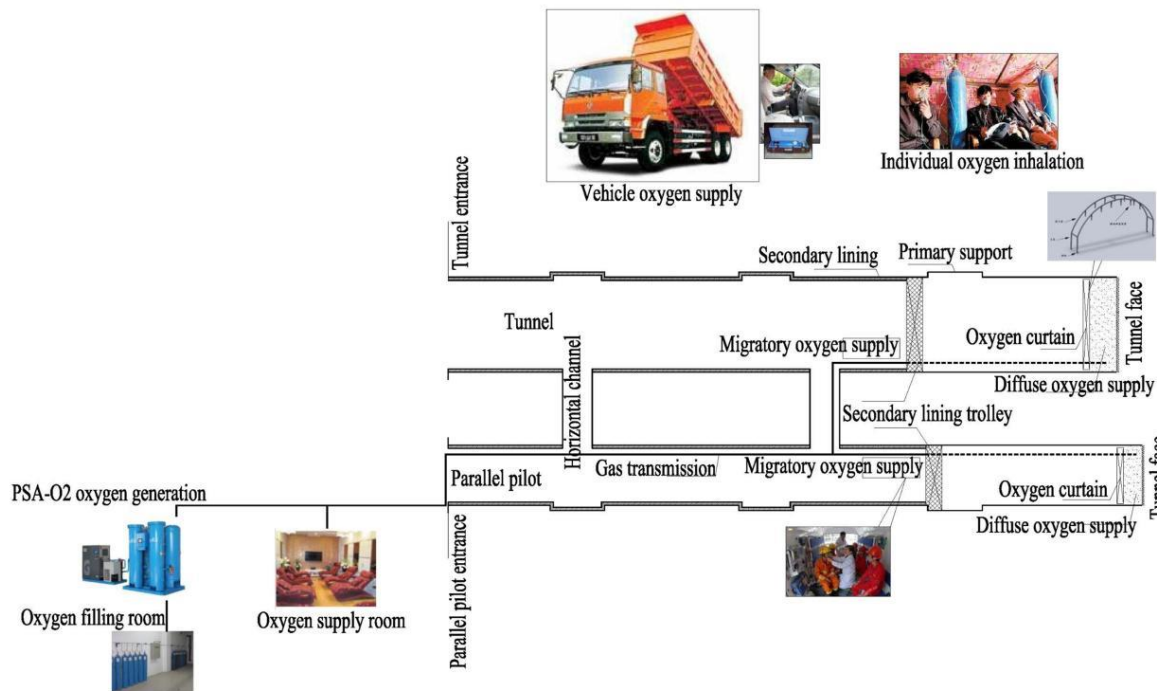 Vehicle oxygen supply
Individual oxygen inhalation
Tunnel entrance
Secondary lining
Primary support
Tunnel
Migratory oxygen supply
Oxygen curtain
Tunnel face
Diffuse oxygen supply
Horizontal channel
Secondary lining trolley
Parallel pilot
Gas transmission
Migratory oxygen supply
Oxygen curtain
Tunnel face
Diffuse oxygen supply
PSA-O2 oxygen generation
Oxygen filling room
Oxygen supply room
Parallel pilot entrance